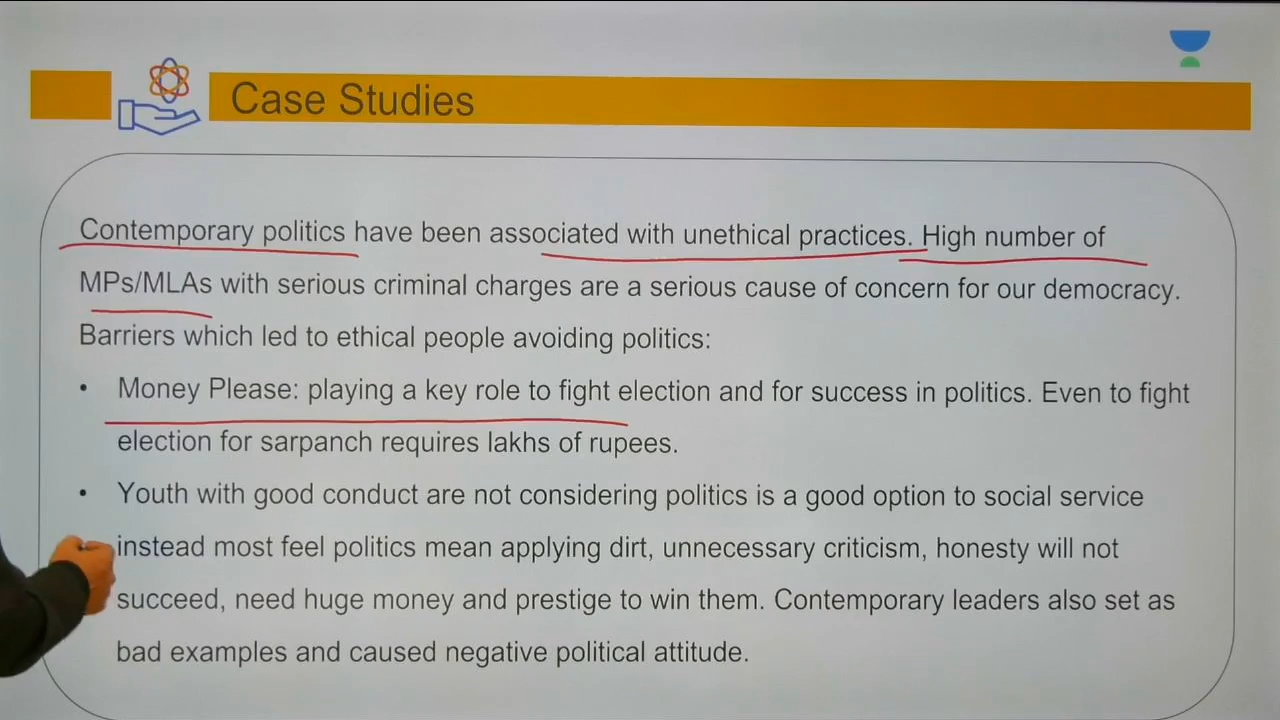 Case Studies
Contemporary politics have been associated with unethical practices. High number of
MPs/MLAs with serious criminal charges are a serious cause of concern for our democracy.
Barriers which led to ethical people avoiding politics:
• Money Please: playing a key role to fight election and for success in politics. Even to fight
election for sarpanch requires lakhs of rupees.
• Youth with good conduct are not considering politics is a good option to social service
instead most feel politics mean applying dirt, unnecessary criticism, honesty will not
succeed, need huge money and prestige to win them. Contemporary leaders also set as
bad examples and caused negative political attitude.